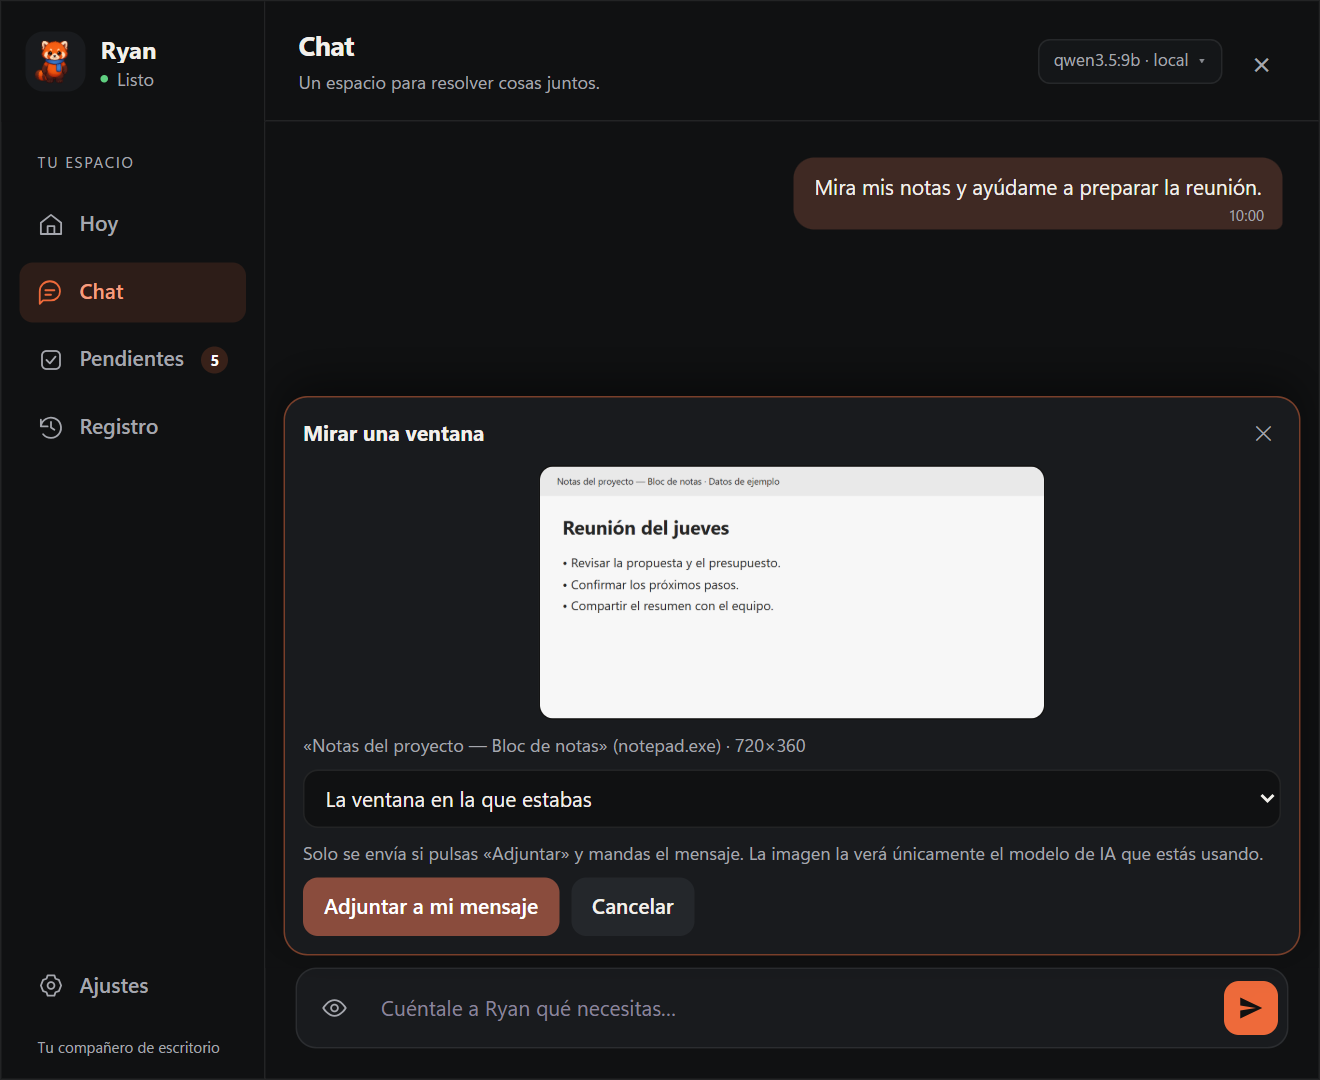 Ryan
Listo
TU ESPACIO
Hoy
Chat
Pendientes 5
Registro
Ajustes
Tu compañero de escritorio
Chat
Un espacio para resolver cosas juntos.
qwen3.5:9b · local
Mira mis notas y ayúdame a preparar la reunión.
10:00
Mirar una ventana
Notas del proyecto — Bloc de notas · Datos de ejemplo
Reunión del jueves
• Revisar la propuesta y el presupuesto.
• Confirmar los próximos pasos.
• Compartir el resumen con el equipo.
«Notas del proyecto — Bloc de notas» (notepad.exe) · 720×360
La ventana en la que estabas
Solo se envía si pulsas «Adjuntar» y mandas el mensaje. La imagen la verá únicamente el modelo de IA que estás usando.
Adjuntar a mi mensaje
Cancelar
Cuéntale a Ryan qué necesitas...